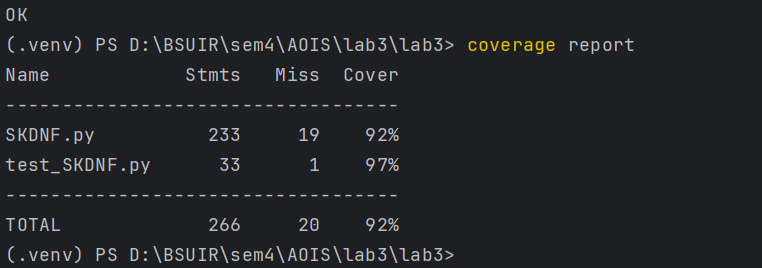 OK
(.venv) PS D:\BSUIR\sem4\AOIS\lab3\lab3> coverage report
Name            Stmts   Miss  Cover
-----------------------------------
SKDNF.py          233     19    92%
test_SKDNF.py      33      1    97%
-----------------------------------
TOTAL             266     20    92%
(.venv) PS D:\BSUIR\sem4\AOIS\lab3\lab3>